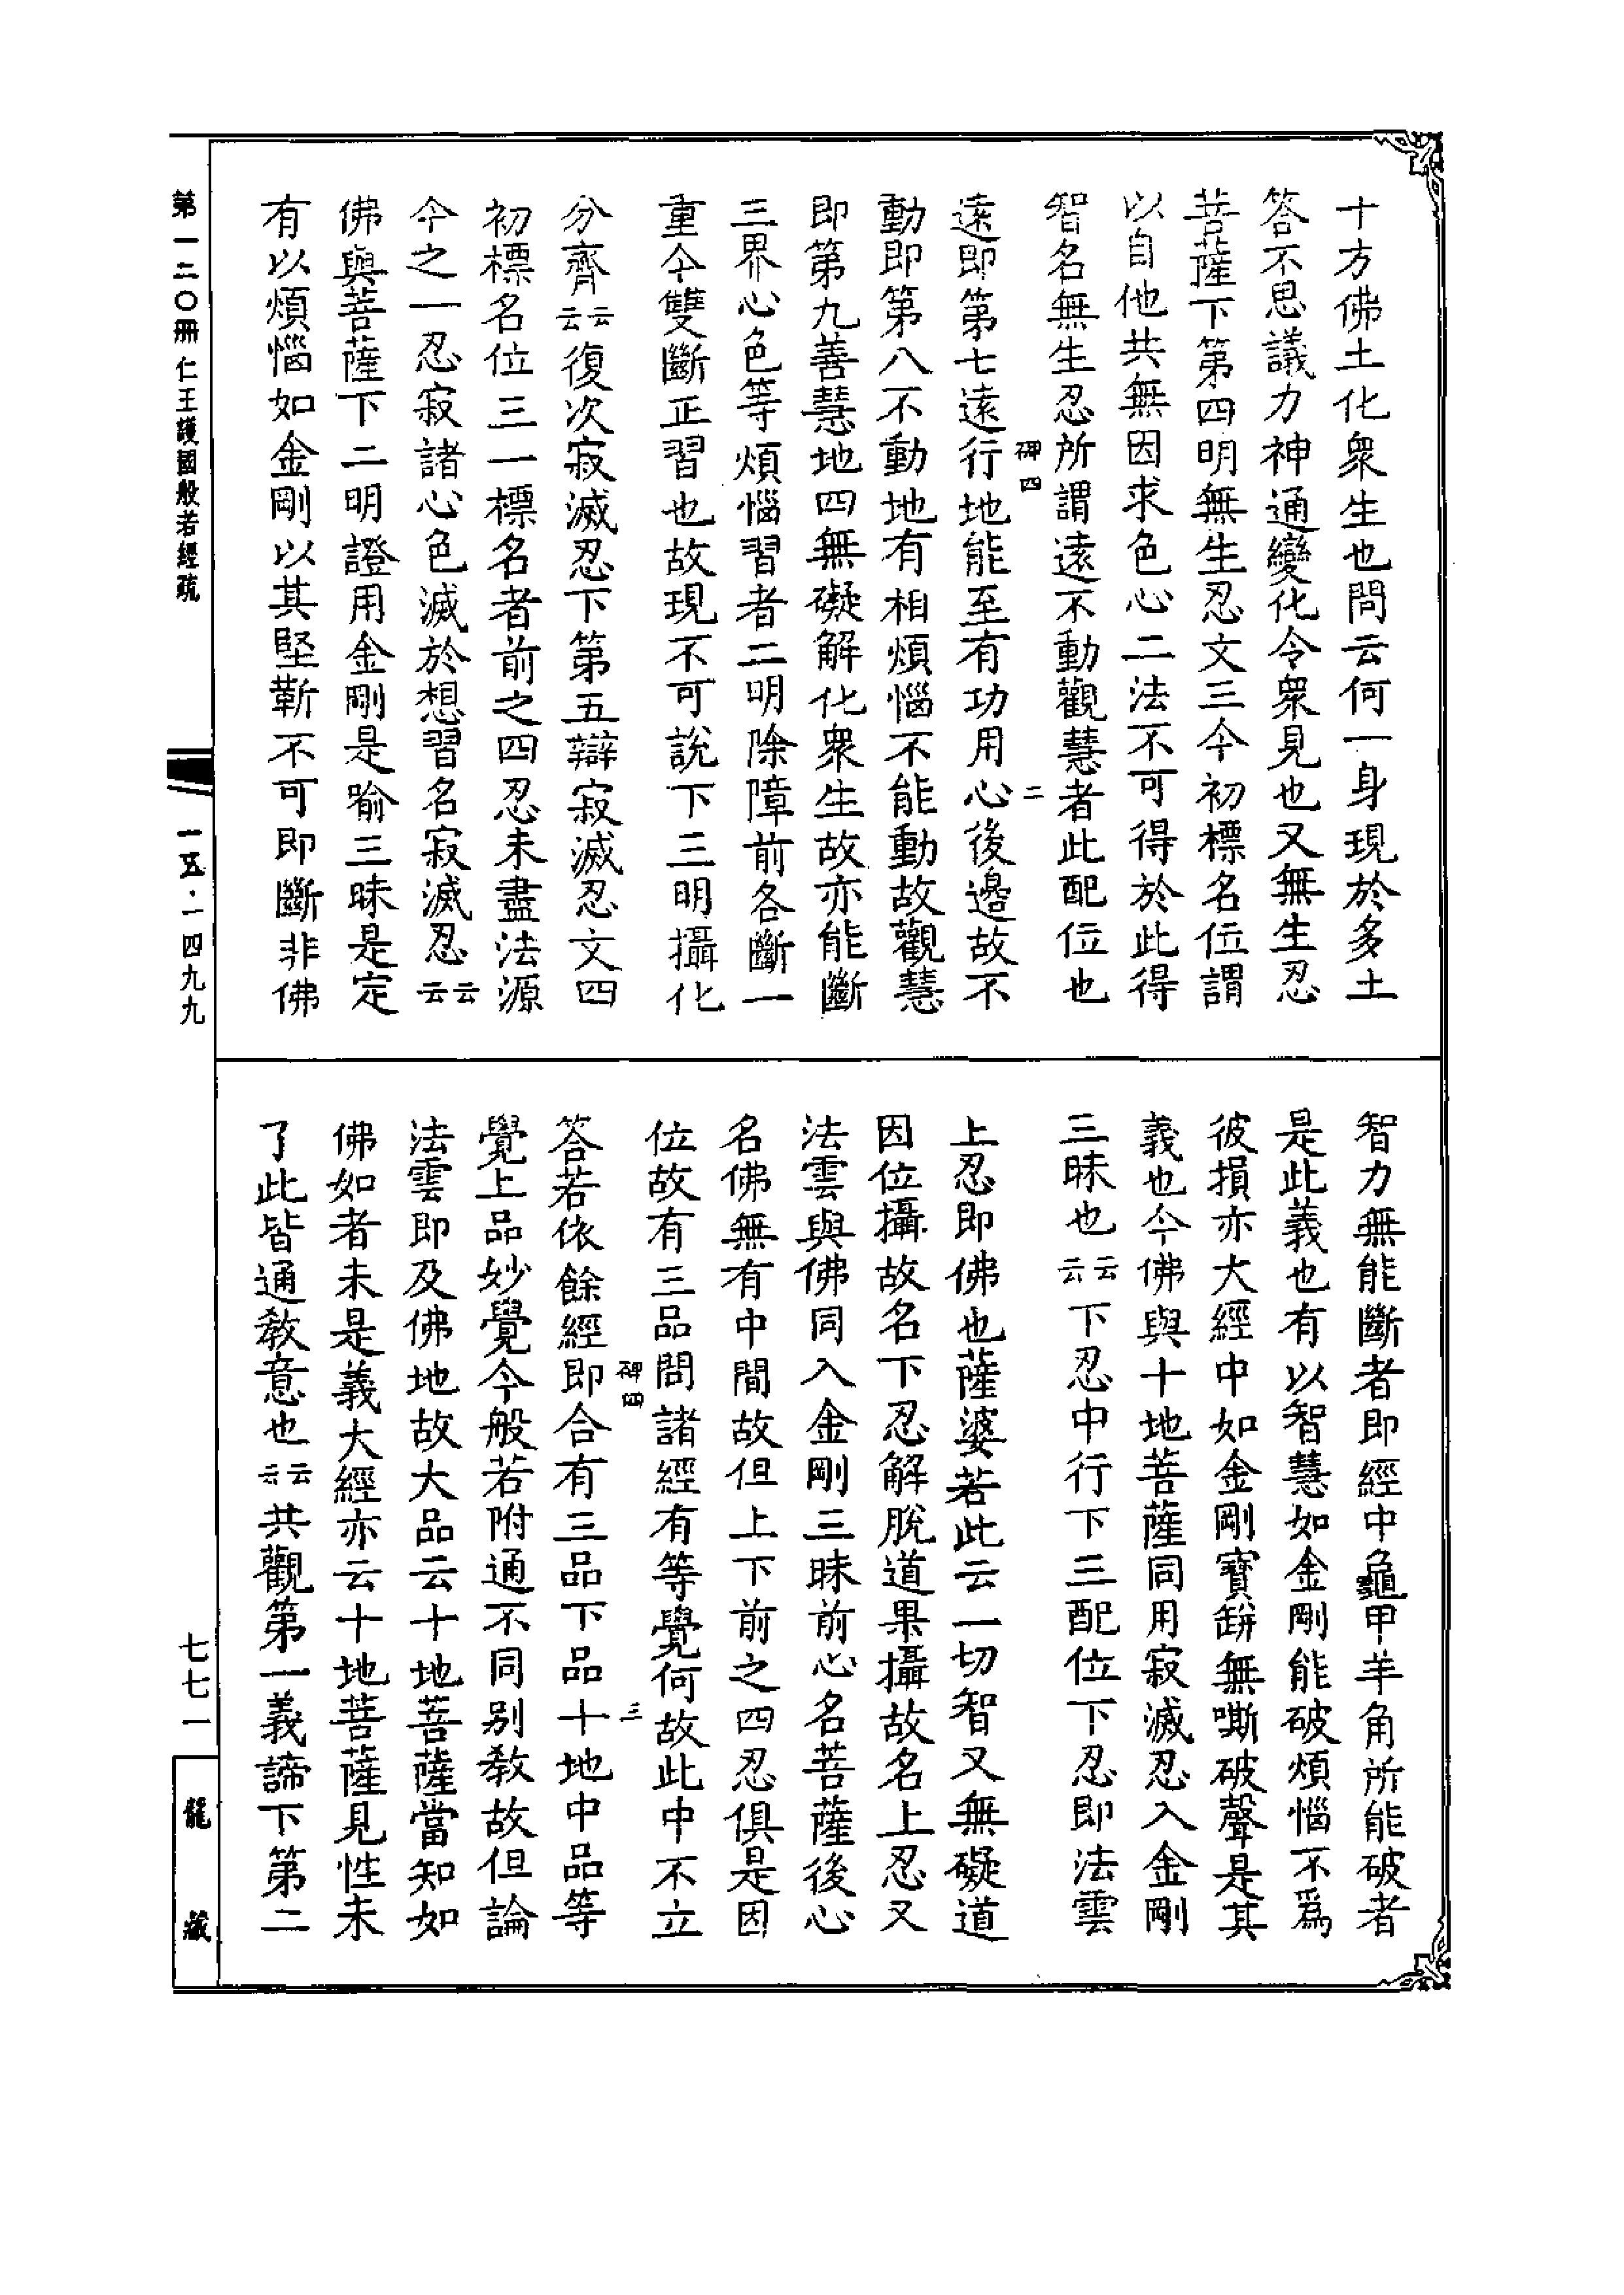 十方佛土化衆生也問云何一身現於多土
答不思議力神通變化令衆見也又無生忍
菩薩下第四明無生忍文三今初標名位謂
以自他共無因求色心二法不可得於此得
智名無生忍所謂遠不動觀慧者此配位也
碑四 二
遠即第七遠行地能至有功用心後邊故不
動即第八不動地有相煩惱不能動故觀慧
即第九善慧地四無礙解化衆生故亦能斷
三界心色等煩惱習者二明除障前各斷一
重今雙斷正習也故現不可說下三明攝化
分齊云云復次寂滅忍下第五辯寂滅忍文四
初標名位三一標名者前之四忍未盡法源
今之一忍寂諸心色滅於想習名寂滅忍云云
佛與菩薩下二明證用金剛是喻三昧是定
有以煩惱如金剛以其堅靳不可即斷非佛
智力無能斷者即經中龜甲羊角所能破者
是此義也有以智慧如金剛能破煩惱不爲
彼損亦大經中如金剛寶缾無嘶破聲是其
義也今佛與十地菩薩同用寂滅忍入金剛
三昧也云云下忍中行下三配位下忍即法雲
上忍即佛也薩婆若此云一切智又無礙道
因位攝故名下忍解脫道果攝故名上忍又
法雲與佛同入金剛三昧前心名菩薩後心
名佛無有中間故但上下前之四忍俱是因
位故有三品問諸經有等覺何故此中不立
碑四 三
答若依餘經即合有三品下品十地中品等
覺上品妙覺今般若附通不同別教故但論
法雲即及佛地故大品云十地菩薩當知如
佛如者未是義大經亦云十地菩薩見性未
了此皆通教意也云云共觀第一義諦下第二
第一二〇冊 仁王護國般若經疏
一五·一四九九
七七一
龍藏